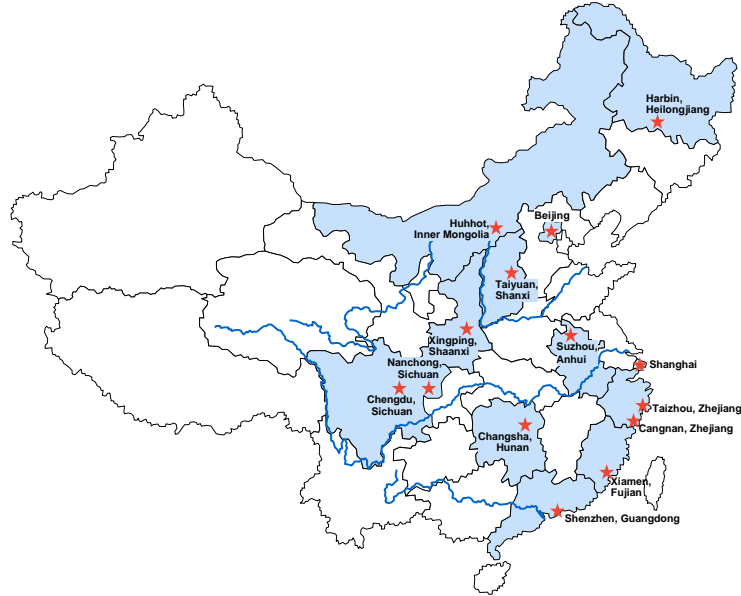 Harbin,
Heilongjiang
Beijing
Huhhot,
Inner Mongolia
Taiyuan,
Shanxi
Xingping,
Shaanxi
Suzhou,
Anhui
Nanchong,
Sichuan
Shanghai
Chengdu,
Sichuan
Taizhou, Zhejiang
Cangnan, Zhejiang
Changsha,
Hunan
Xiamen,
Fujian
Shenzhen, Guangdong